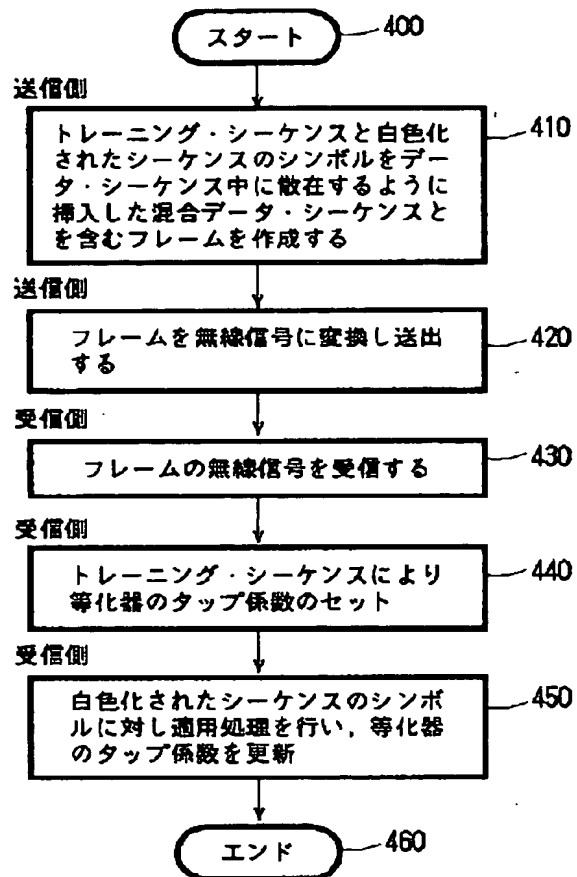 スタート
400
送信側
トレーニング・シーケンスと白色化
されたシーケンスのシンボルをデー
タ・シーケンス中に散在するように
挿入した混合データ・シーケンスと
を含むフレームを作成する
410
送信側
フレームを無線信号に変換し送出
する
420
受信側
フレームの無線信号を受信する
430
受信側
トレーニング・シーケンスにより
等化器のタップ係数のセット
440
受信側
白色化されたシーケンスのシンボ
ルに対し適用処理を行い,等化器
のタップ係数を更新
450
エンド
460